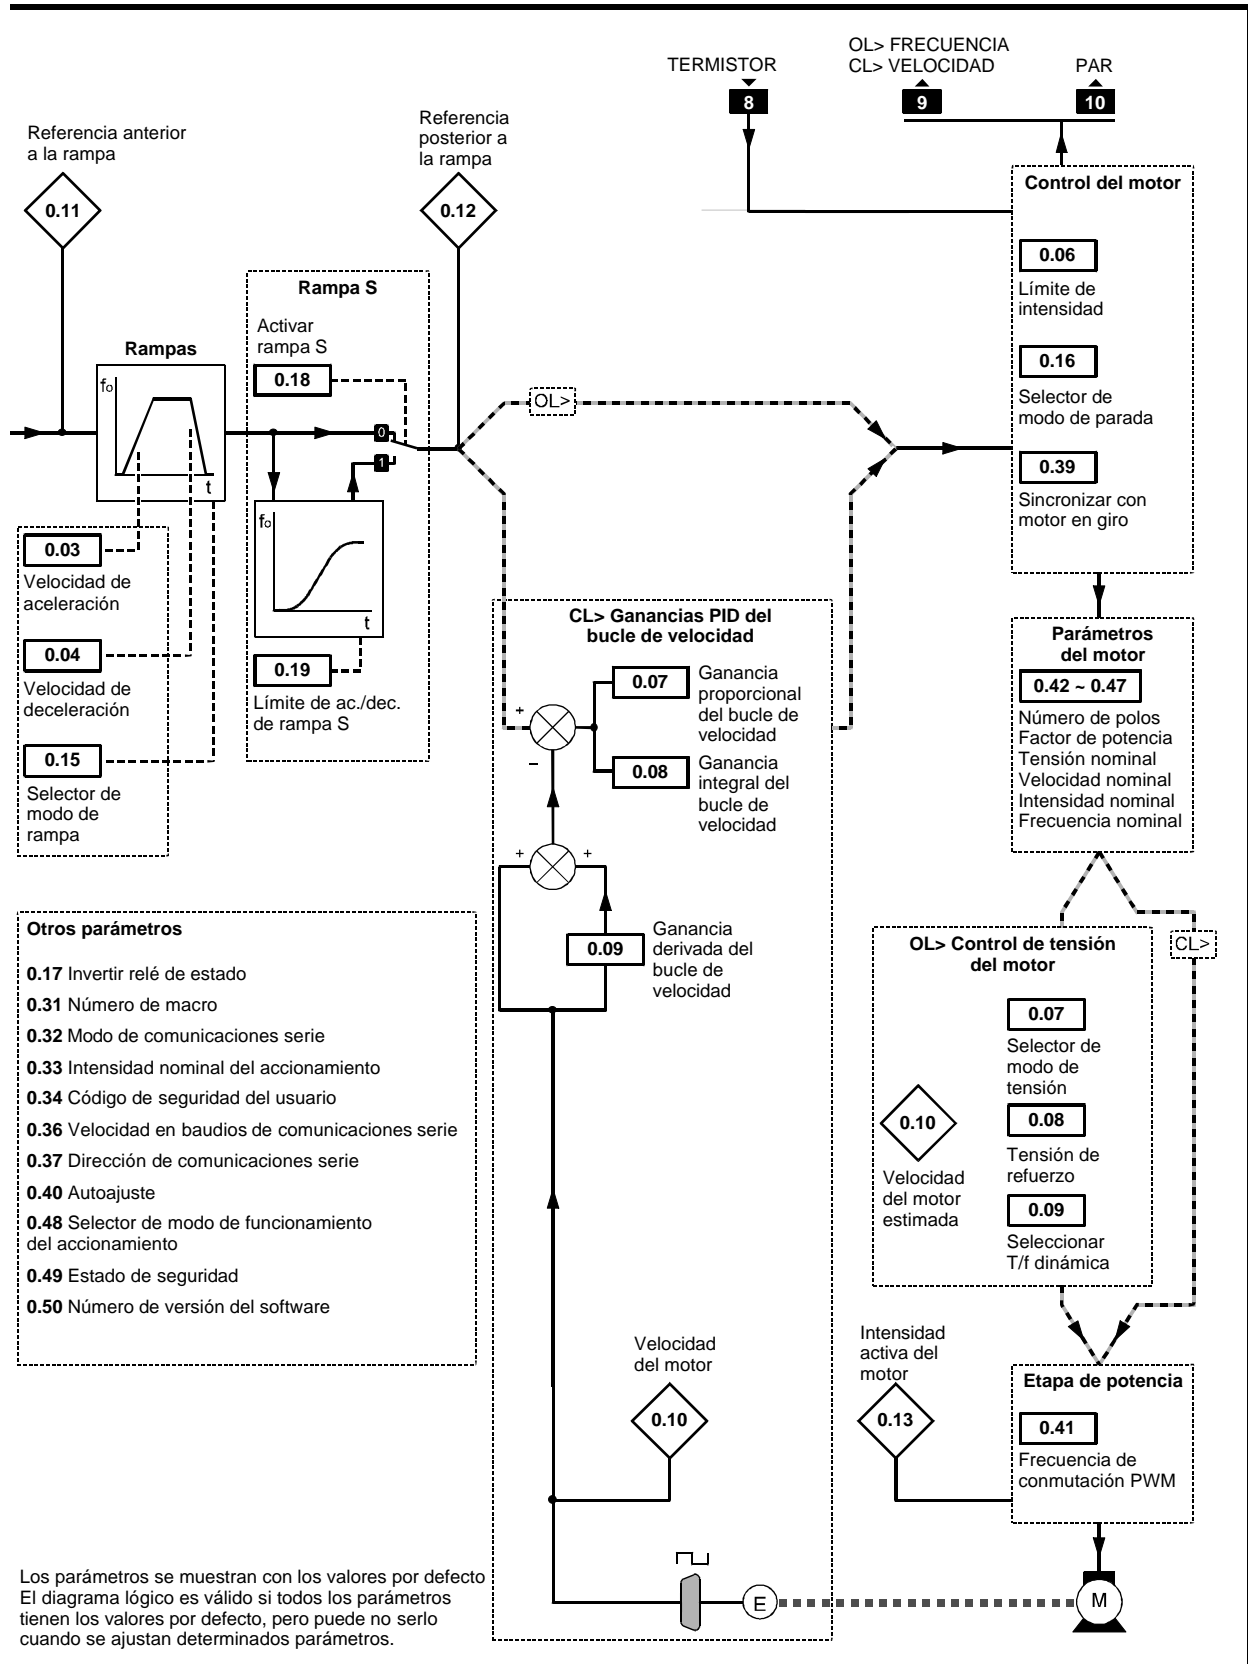 OL> FRECUENCIA
CL> VELOCIDAD
TERMISTOR
PAR
8
9
10
Referencia anterior
a la rampa
0.11
Referencia
posterior a
la rampa
0.12
Rampas
fo
t
0.03
Velocidad de
aceleración
0.04
Velocidad de
deceleración
0.15
Selector de
modo de
rampa
Rampa S
Activar
rampa S
0.18
0
1
fo
t
0.19
Límite de ac./dec.
de rampa S
OL>
Control del motor
0.06
Límite de
intensidad
0.16
Selector de
modo de parada
0.39
Sincronizar con
motor en giro
CL> Ganancias PID del
bucle de velocidad
0.07
Ganancia
proporcional
del bucle de
velocidad
+
−
0.08
Ganancia
integral del
bucle de
velocidad
+
+
0.09
Ganancia
derivada del
bucle de
velocidad
Parámetros
del motor
0.42 ~ 0.47
Número de polos
Factor de potencia
Tensión nominal
Velocidad nominal
Intensidad nominal
Frecuencia nominal
Otros parámetros
0.17 Invertir relé de estado
0.31 Número de macro
0.32 Modo de comunicaciones serie
0.33 Intensidad nominal del accionamiento
0.34 Código de seguridad del usuario
0.36 Velocidad en baudios de comunicaciones serie
0.37 Dirección de comunicaciones serie
0.40 Autoajuste
0.48 Selector de modo de funcionamiento
del accionamiento
0.49 Estado de seguridad
0.50 Número de versión del software
OL> Control de tensión
del motor
CL>
0.07
Selector de
modo de
tensión
0.08
Tensión de
refuerzo
0.09
Seleccionar
T/f dinámica
0.10
Velocidad
del motor
estimada
Velocidad
del motor
0.10
Intensidad
activa del
motor
0.13
Etapa de potencia
0.41
Frecuencia de
conmutación PWM
E
M
Los parámetros se muestran con los valores por defecto
El diagrama lógico es válido si todos los parámetros
tienen los valores por defecto, pero puede no serlo
cuando se ajustan determinados parámetros.